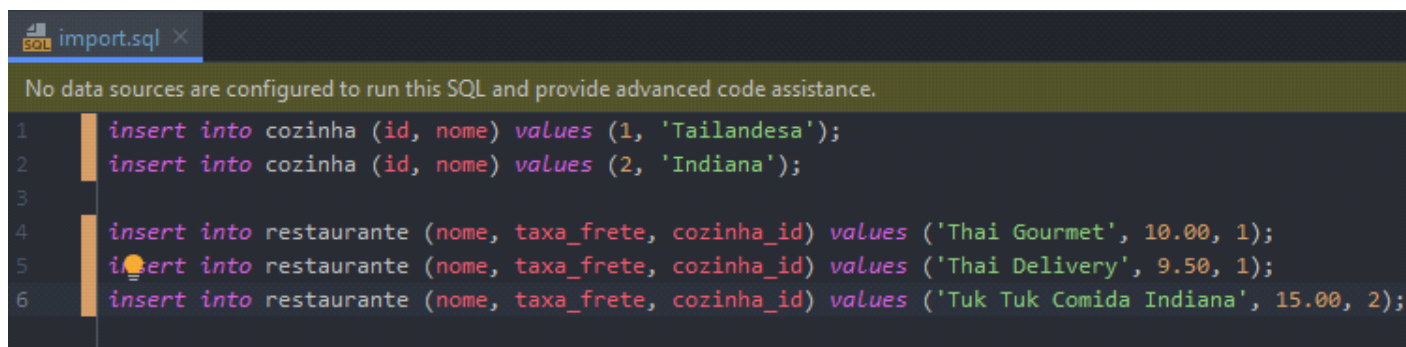 SQL import.sql ×
No data sources are configured to run this SQL and provide advanced code assistance.
1 insert into cozinha (id, nome) values (1, 'Tailandesa');
2 insert into cozinha (id, nome) values (2, 'Indiana');
3
4 insert into restaurante (nome, taxa_frete, cozinha_id) values ('Thai Gourmet', 10.00, 1);
5 insert into restaurante (nome, taxa_frete, cozinha_id) values ('Thai Delivery', 9.50, 1);
6 insert into restaurante (nome, taxa_frete, cozinha_id) values ('Tuk Tuk Comida Indiana', 15.00, 2);